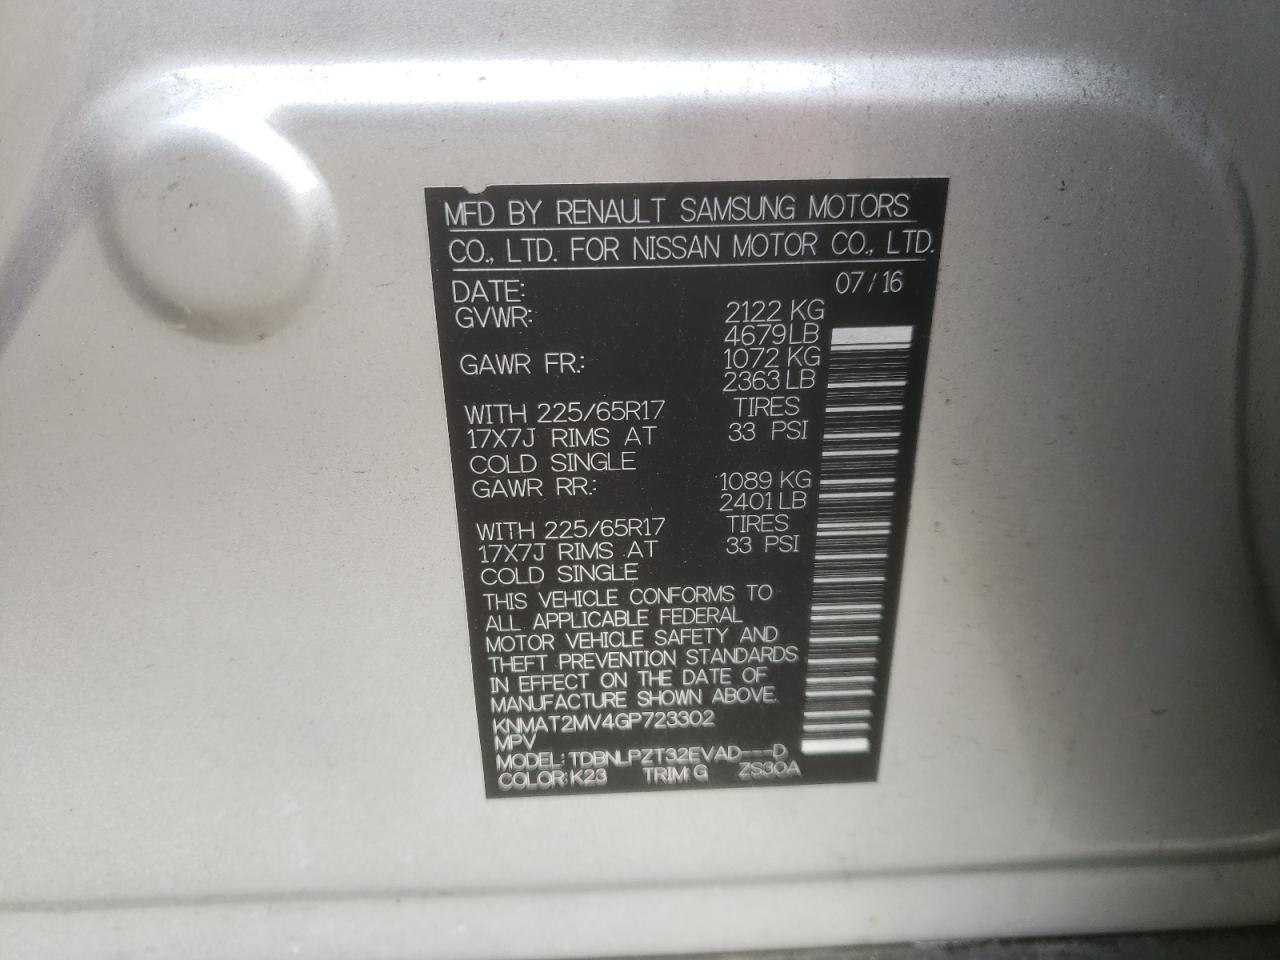 MFD BY RENAULT SAMSUNG MOTORS
CO., LTD. FOR NISSAN MOTOR CO., LTD.
DATE: 07/16
GVWR: 2122 KG
4679 LB
GAWR FR.: 1072 KG
2363 LB
WITH 225/65R17 TIRES
17X7J RIMS AT 33 PSI
COLD SINGLE
GAWR RR.: 1089 KG
2401 LB
WITH 225/65R17 TIRES
17X7J RIMS AT 33 PSI
COLD SINGLE
THIS VEHICLE CONFORMS TO
ALL APPLICABLE FEDERAL
MOTOR VEHICLE SAFETY AND
THEFT PREVENTION STANDARDS
IN EFFECT ON THE DATE OF
MANUFACTURE SHOWN ABOVE.
KNMAT2MV4GP723302
MPV
MODEL: TDBNLPZT32EVAD---D
COLOR: K23 TRIM: G ZS30A